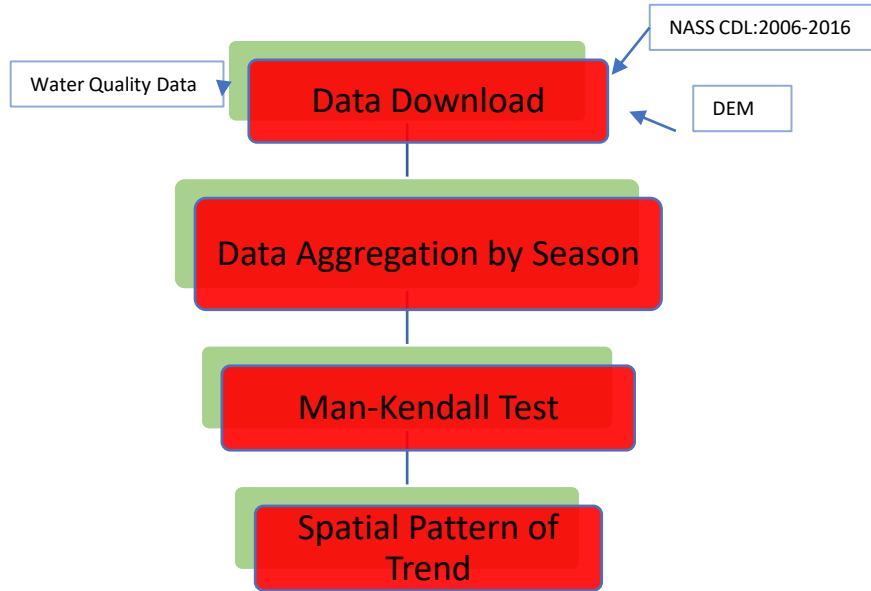 NASS CDL:2006-2016
Water Quality Data
Data Download
DEM
Data Aggregation by Season
Man-Kendall Test
Spatial Pattern of
Trend